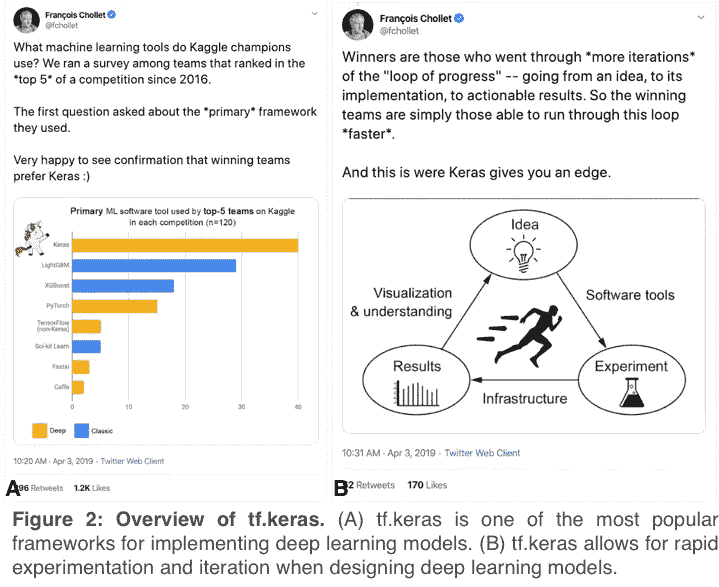 François Chollet
@fchollet
What machine learning tools do Kaggle champions
use? We ran a survey among teams that ranked in the
*top 5* of a competition since 2016.
The first question asked about the *primary* framework
they used.
Very happy to see confirmation that winning teams
prefer Keras :)
Primary ML software tool used by top-5 teams on Kaggle
in each competition (n=120)
Keras
LightGBM
XGBoost
PyTorch
TensorFlow
(non-Keras)
Sci-kit Learn
Fastai
Caffe
0 10 20 30 40
Deep Classic
10:20 AM · Apr 3, 2019 · Twitter Web Client
A
96 Retweets 1.2K Likes
François Chollet
@fchollet
Winners are those who went through *more iterations*
of the "loop of progress" -- going from an idea, to its
implementation, to actionable results. So the winning
teams are simply those able to run through this loop
*faster*.
And this is were Keras gives you an edge.
Idea
Visualization
& understanding
Software tools
Results
Experiment
Infrastructure
10:31 AM · Apr 3, 2019 · Twitter Web Client
B
2 Retweets 170 Likes
Figure 2: Overview of tf.keras. (A) tf.keras is one of the most popular
frameworks for implementing deep learning models. (B) tf.keras allows for rapid
experimentation and iteration when designing deep learning models.